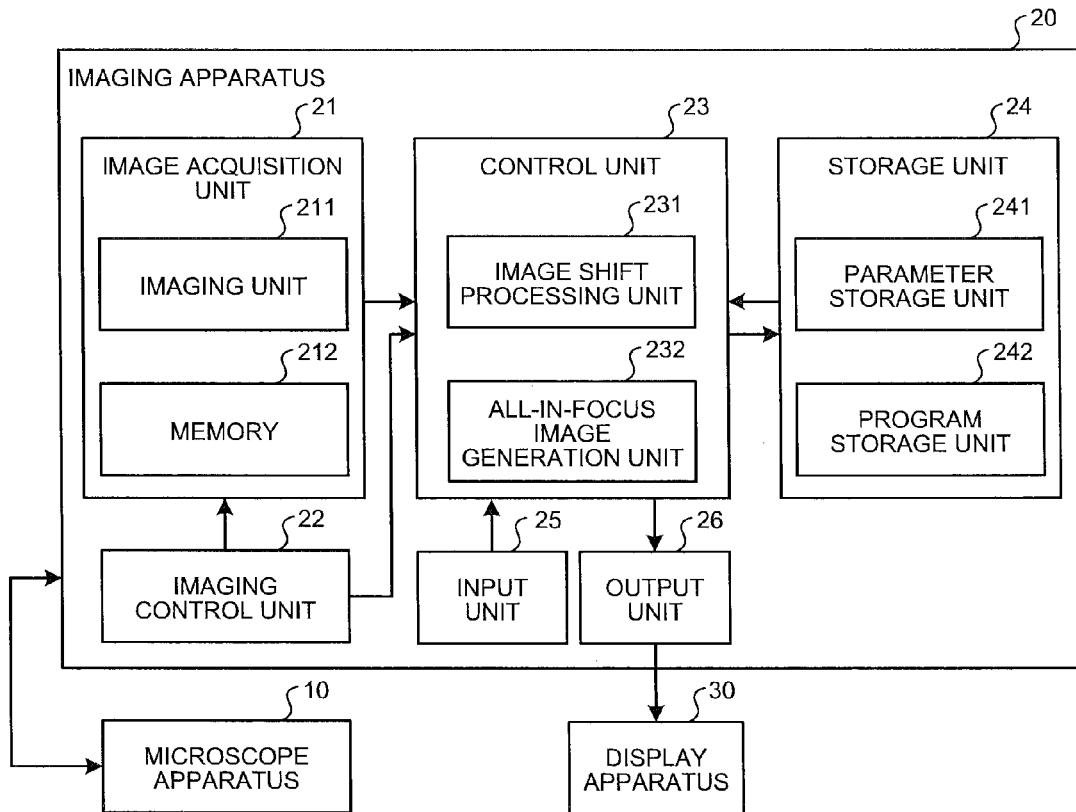 20
IMAGING APPARATUS
21
23
24
IMAGE ACQUISITION
UNIT
CONTROL UNIT
STORAGE UNIT
211
231
241
IMAGING UNIT
IMAGE SHIFT
PROCESSING UNIT
PARAMETER
STORAGE UNIT
212
232
242
MEMORY
ALL-IN-FOCUS
IMAGE
GENERATION UNIT
PROGRAM
STORAGE UNIT
22
25
26
IMAGING
CONTROL UNIT
INPUT
UNIT
OUTPUT
UNIT
10
30
MICROSCOPE
APPARATUS
DISPLAY
APPARATUS